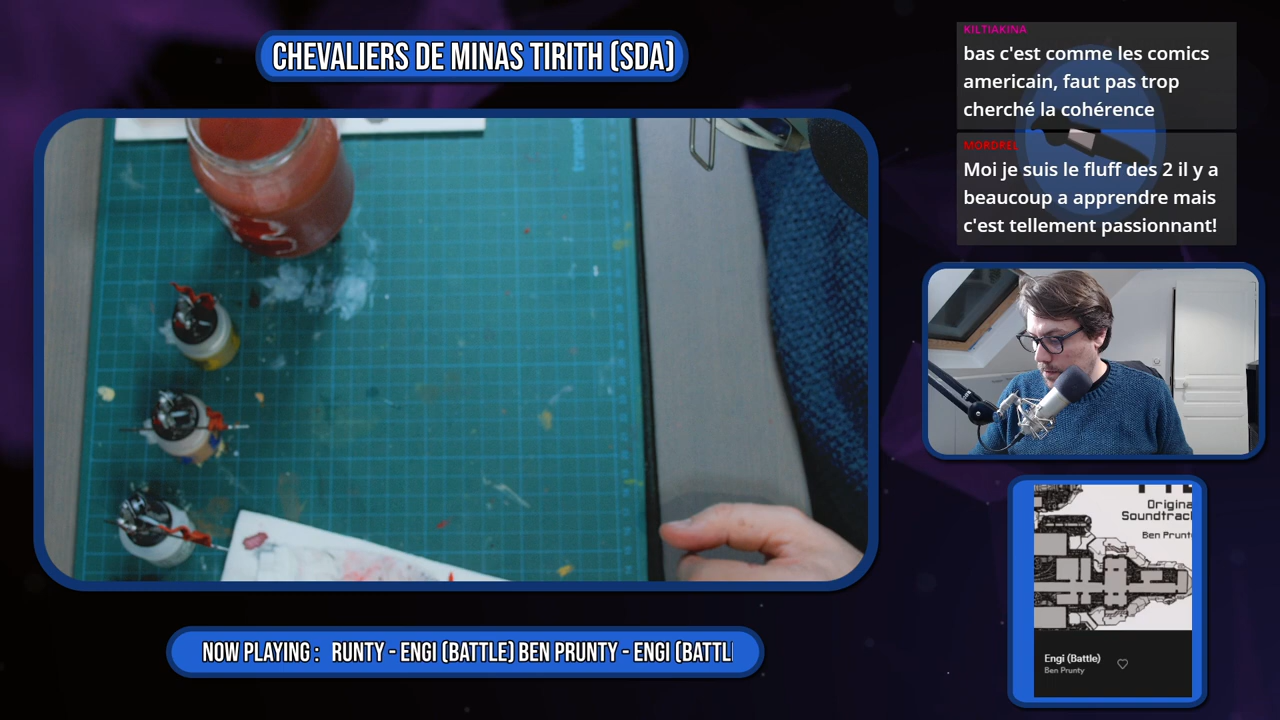 CHEVALIERS DE MINAS TIRITH (SDA)
KILTIAKINA
bas c'est comme les comics
americain, faut pas trop
cherché la cohérence
MORDREL
Moi je suis le fluff des 2 il y a
beaucoup a apprendre mais
c'est tellement passionnant!
Original
Soundtrack
Ben Prunty
Engi (Battle)
Ben Prunty
NOW PLAYING : RUNTY - ENGI (BATTLE) BEN PRUNTY - ENGI (BATTL